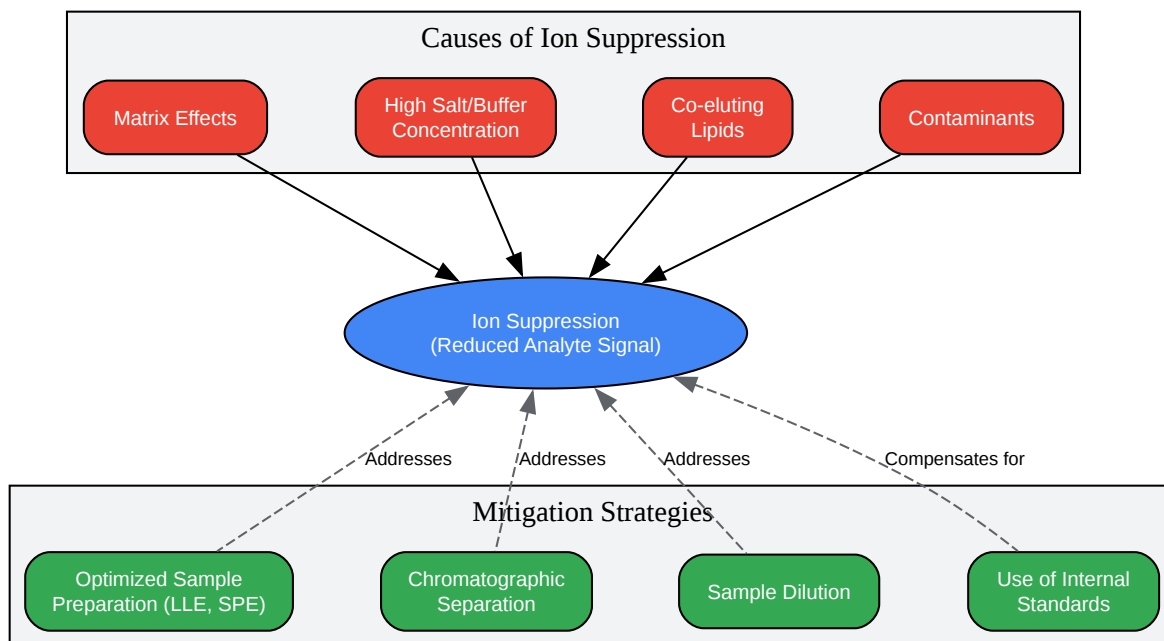 Causes of Ion Suppression
Matrix Effects
High Salt/Buffer
Concentration
Co-eluting
Lipids
Contaminants
Ion Suppression
(Reduced Analyte Signal)
Addresses
Addresses
Addresses
Compensates for
Mitigation Strategies
Optimized Sample
Preparation (LLE, SPE)
Chromatographic
Separation
Sample Dilution
Use of Internal
Standards